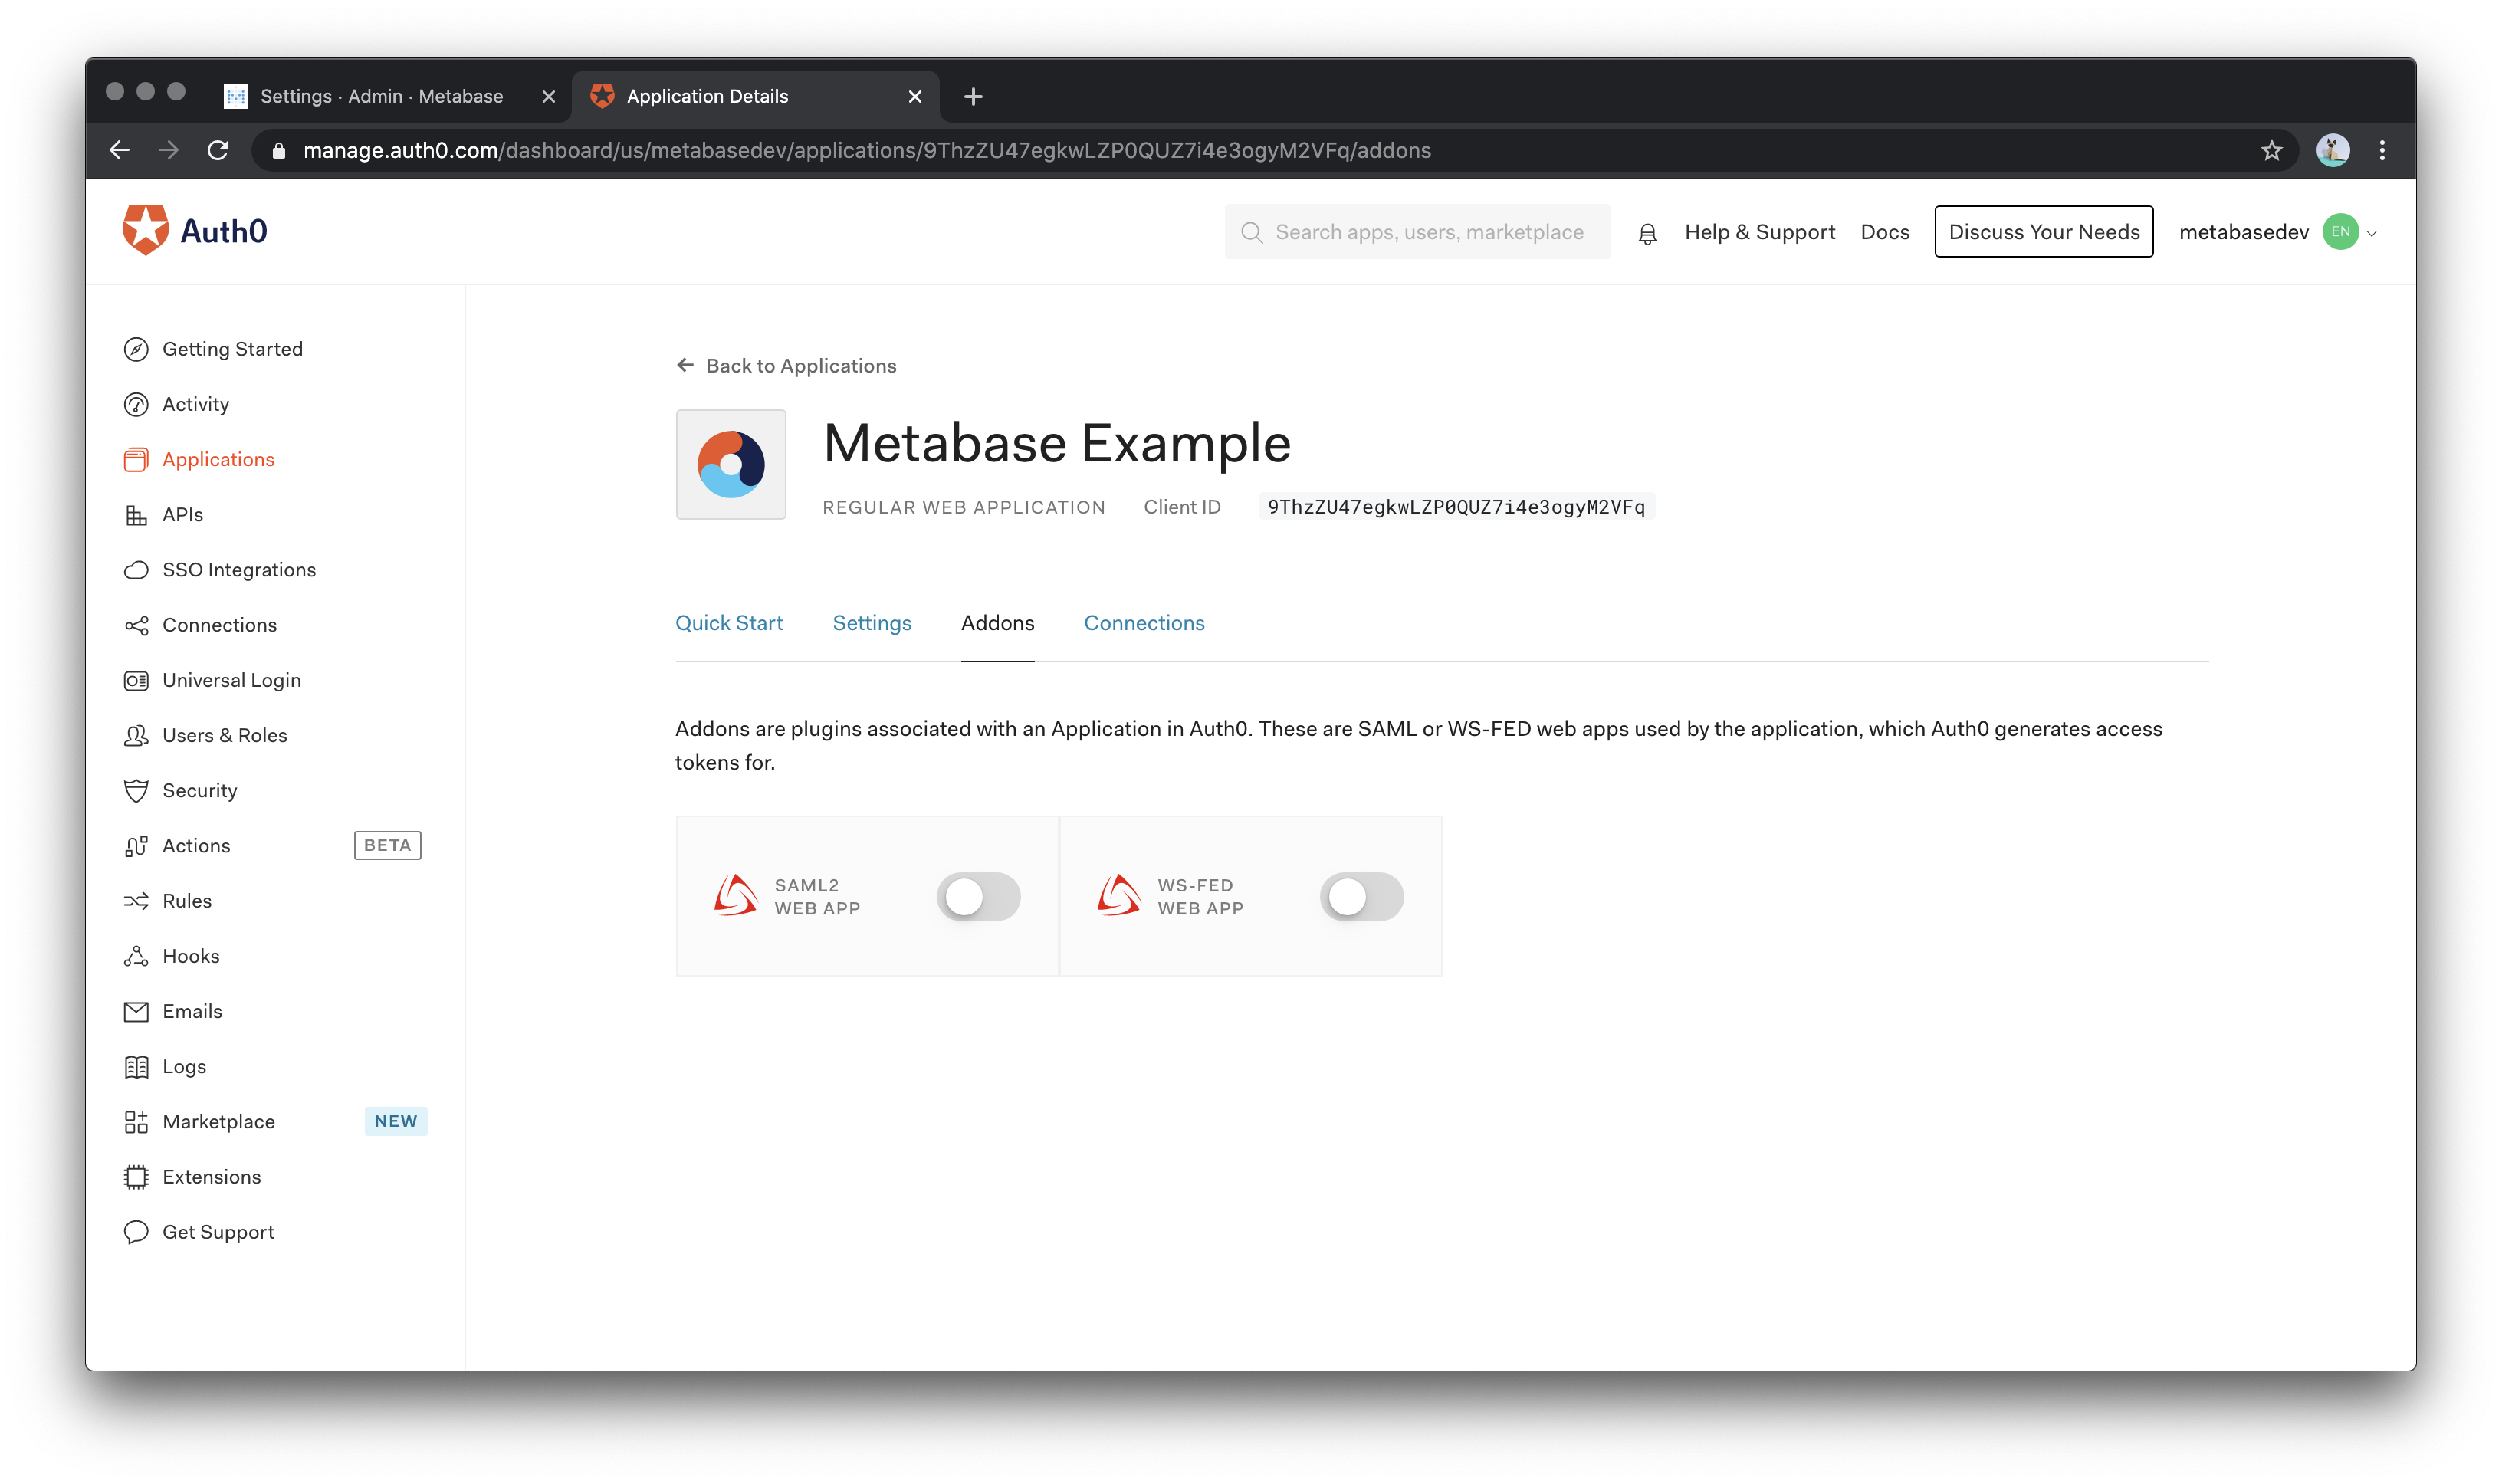 Settings · Admin · Metabase
Application Details
manage.auth0.com/dashboard/us/metabasedev/applications/9ThzZU47egkwLZP0QUZ7i4e3ogyM2VFq/addons
Auth0
Search apps, users, marketplace
Help & Support
Docs
Discuss Your Needs
metabasedev
EN
Getting Started
Activity
Applications
APIs
SSO Integrations
Connections
Universal Login
Users & Roles
Security
Actions
BETA
Rules
Hooks
Emails
Logs
Marketplace
NEW
Extensions
Get Support
Back to Applications
Metabase Example
REGULAR WEB APPLICATION
Client ID
9ThzZU47egkwLZP0QUZ7i4e3ogyM2VFq
Quick Start
Settings
Addons
Connections
Addons are plugins associated with an Application in Auth0. These are SAML or WS-FED web apps used by the application, which Auth0 generates access
tokens for.
SAML2
WEB APP
WS-FED
WEB APP